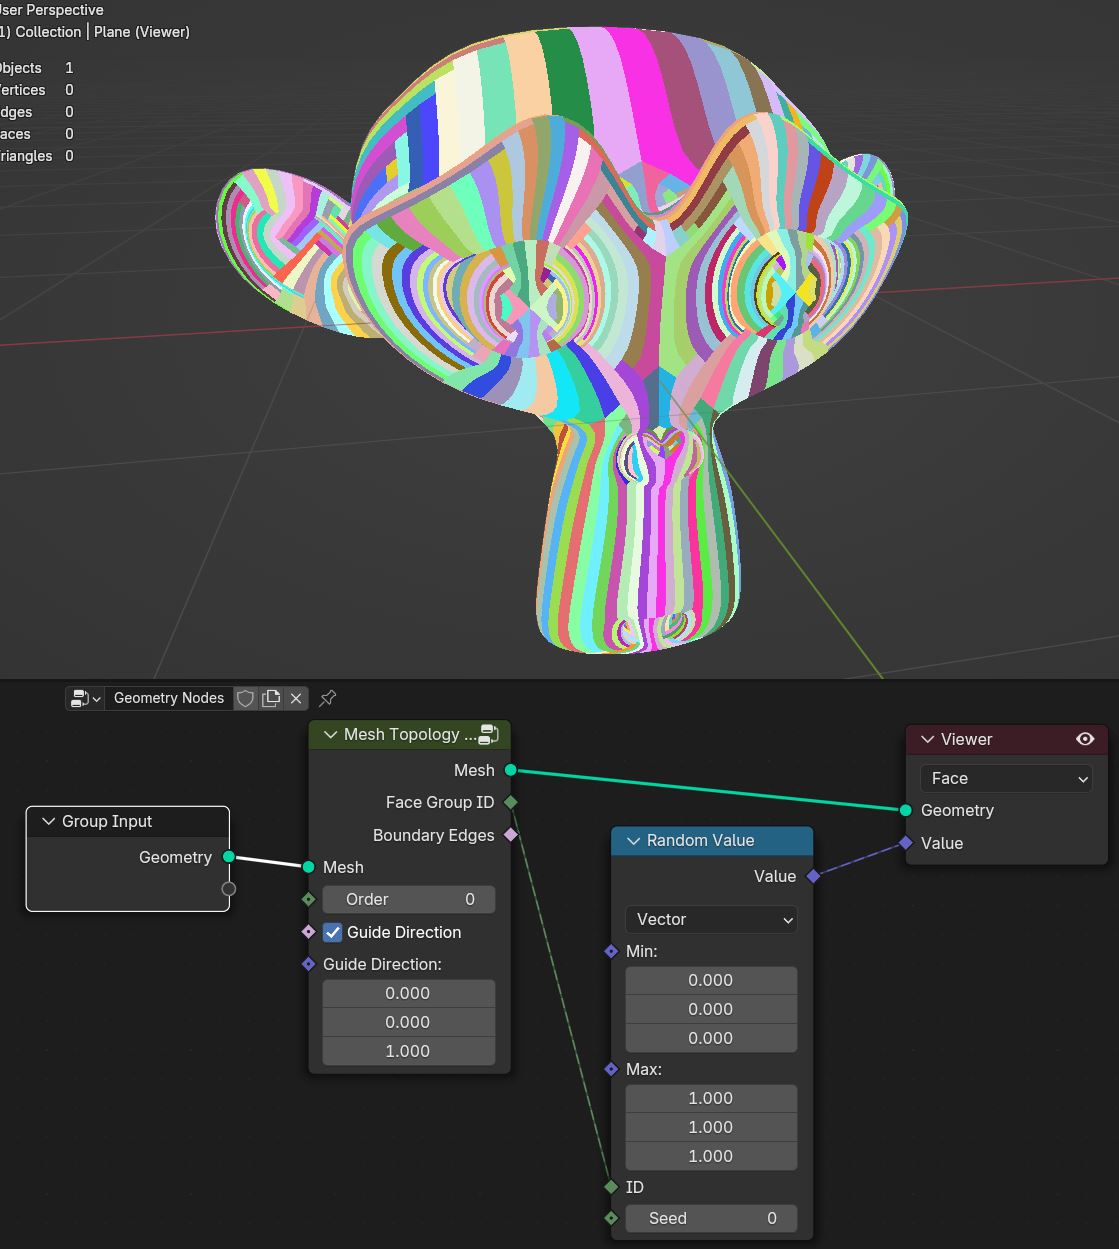 User Perspective
1) Collection | Plane (Viewer)
Objects 1
Vertices 0
Edges 0
Faces 0
Triangles 0
Geometry Nodes
Mesh Topology ...
Mesh
Face Group ID
Boundary Edges
Mesh
Order 0
Guide Direction
Guide Direction:
0.000
0.000
1.000
Group Input
Geometry
Random Value
Value
Vector
Min:
0.000
0.000
0.000
Max:
1.000
1.000
1.000
ID
Seed 0
Viewer
Face
Geometry
Value